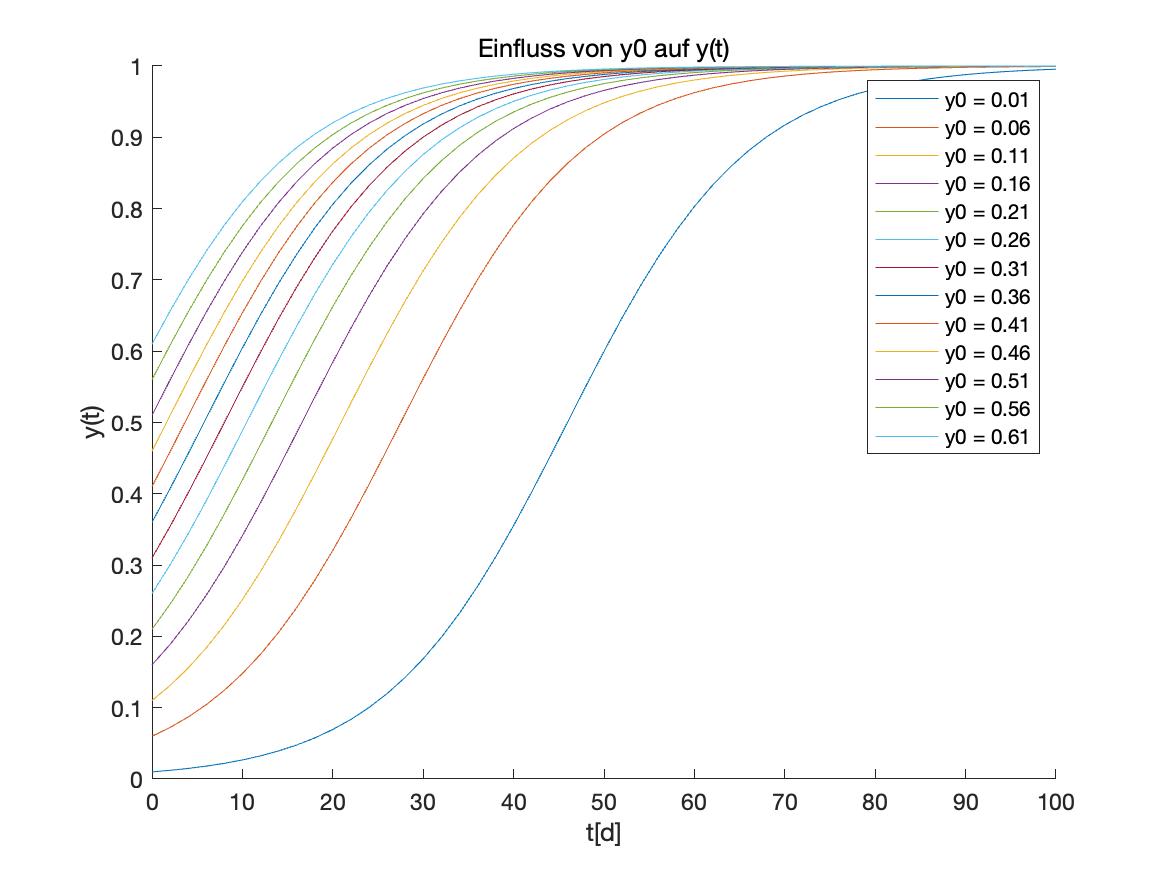 Einfluss von y0 auf y(t)
1
0.9
0.8
0.7
0.6
0.5
0.4
0.3
0.2
0.1
0
y(t)
0 10 20 30 40 50 60 70 80 90 100
t[d]
y0 = 0.01
y0 = 0.06
y0 = 0.11
y0 = 0.16
y0 = 0.21
y0 = 0.26
y0 = 0.31
y0 = 0.36
y0 = 0.41
y0 = 0.46
y0 = 0.51
y0 = 0.56
y0 = 0.61